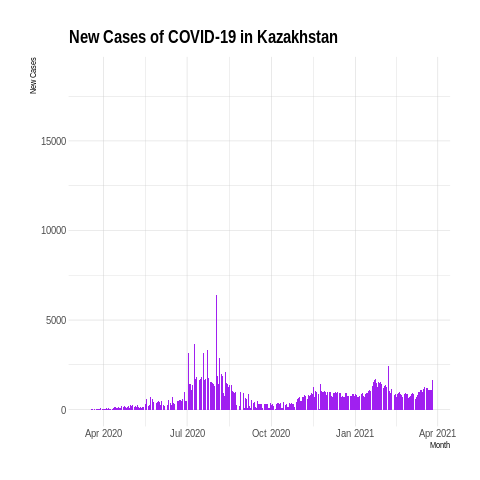 New Cases of COVID-19 in Kazakhstan
New Cases
15000
10000
5000
0
Apr 2020
Jul 2020
Oct 2020
Jan 2021
Apr 2021
Month